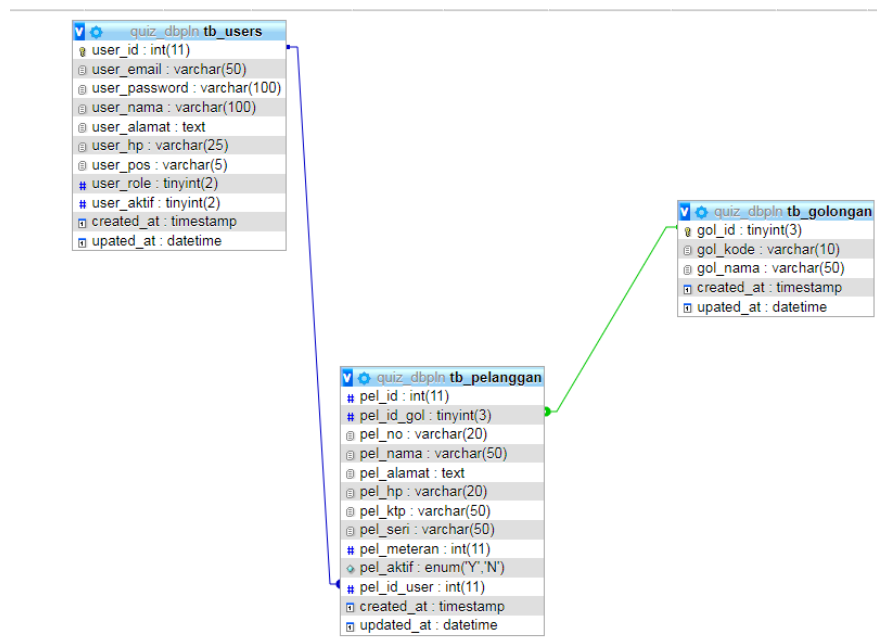 quiz_dbpln tb_users
user_id : int(11)
user_email : varchar(50)
user_password : varchar(100)
user_nama : varchar(100)
user_alamat : text
user_hp : varchar(25)
user_pos : varchar(5)
user_role : tinyint(2)
user_aktif : tinyint(2)
created_at : timestamp
upated_at : datetime
quiz_dbpln tb_golongan
gol_id : tinyint(3)
gol_kode : varchar(10)
gol_nama : varchar(50)
created_at : timestamp
upated_at : datetime
quiz_dbpln tb_pelanggan
pel_id : int(11)
pel_id_gol : tinyint(3)
pel_no : varchar(20)
pel_nama : varchar(50)
pel_alamat : text
pel_hp : varchar(20)
pel_ktp : varchar(50)
pel_seri : varchar(50)
pel_meteran : int(11)
pel_aktif : enum('Y','N')
pel_id_user : int(11)
created_at : timestamp
updated_at : datetime